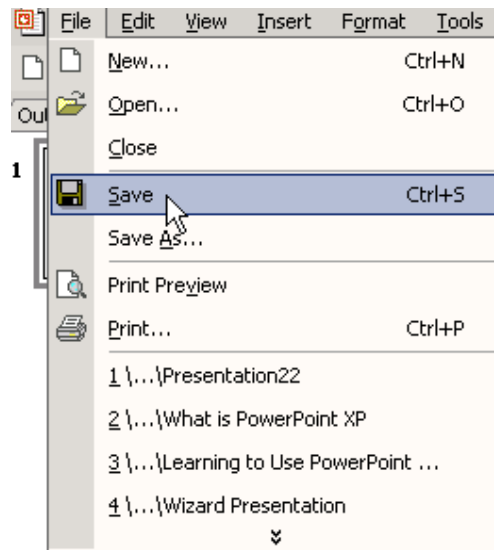 File Edit View Insert Format Tools
New... Ctrl+N
Open... Ctrl+O
Out
Close
1
Save Ctrl+S
Save As...
Print Preview
Print... Ctrl+P
1 \...\Presentation22
2 \...\What is PowerPoint XP
3 \...\Learning to Use PowerPoint ...
4 \...\Wizard Presentation